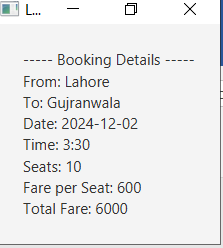 L...
----- Booking Details -----
From: Lahore
To: Gujranwala
Date: 2024-12-02
Time: 3:30
Seats: 10
Fare per Seat: 600
Total Fare: 6000